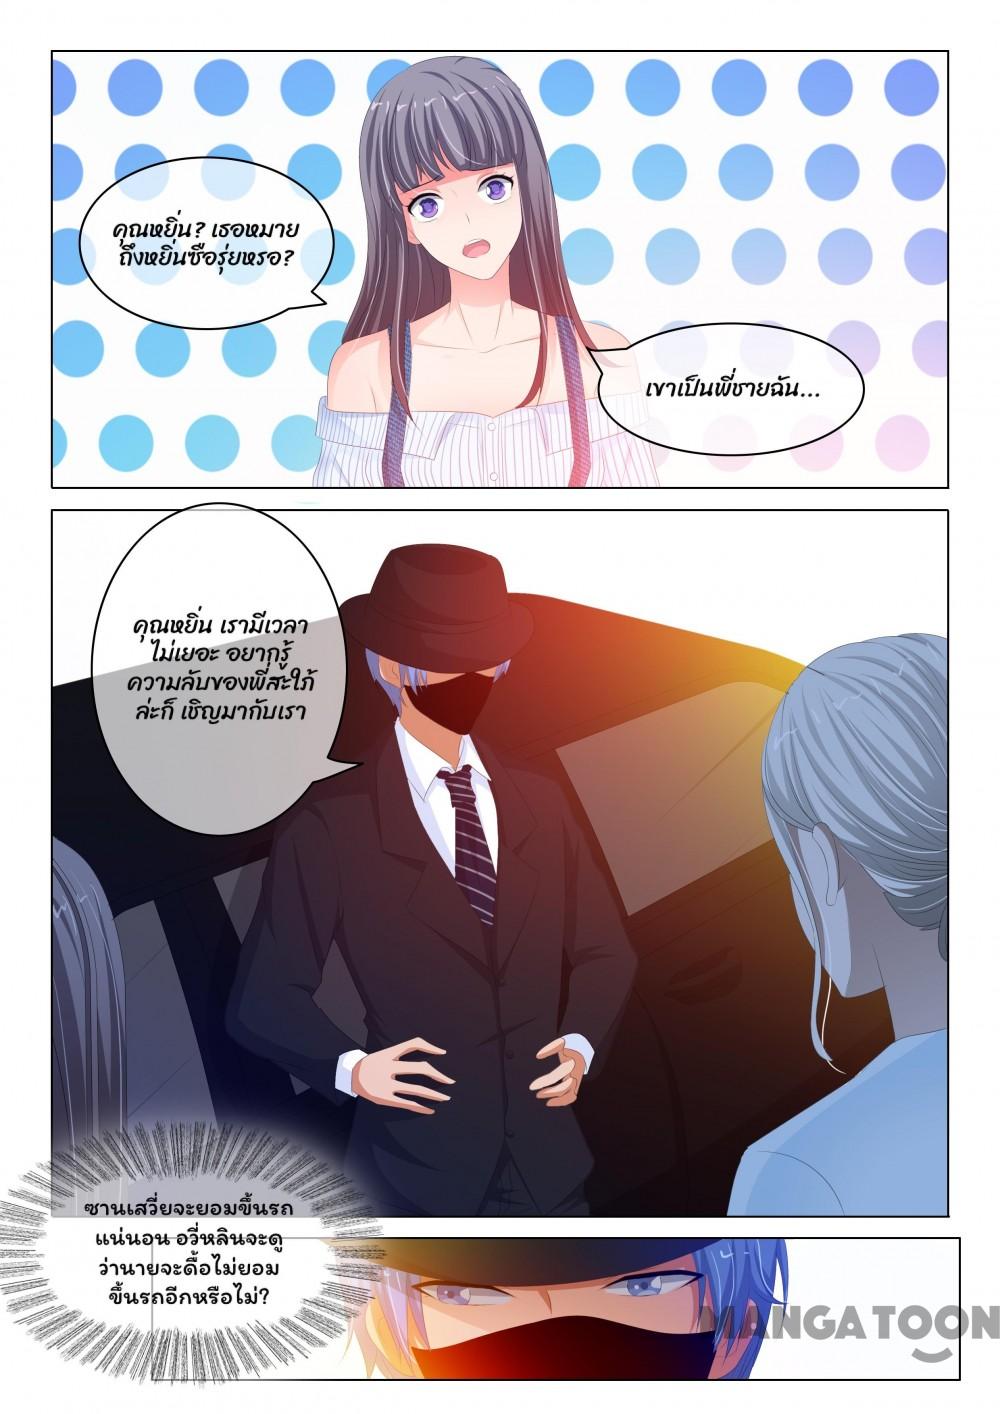 คุณหยิ่น? เธอหมาย
ถึงหยิ่นซือรุ่ยหรอ?
เขาเป็นพี่ชายฉัน...
คุณหยิ่น เรามีเวลา
ไม่เยอะ อยากรู้
ความลับของพี่สะใภ้
ล่ะก็ เชิญมากับเรา
ซานเสวี่ยจะยอมขึ้นรถ
แน่นอน อวี่หลินจะดู
ว่านายจะดื้อไม่ยอม
ขึ้นรถอีกหรือไม่?
MANGATOON